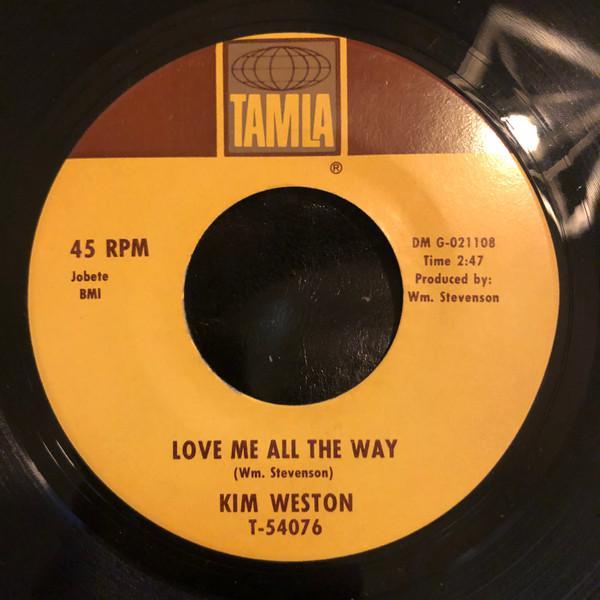 TAMLA
®
45 RPM
Jobete
BMI
DM G-021108
Time 2:47
Produced by:
Wm. Stevenson
LOVE ME ALL THE WAY
(Wm. Stevenson)
KIM WESTON
T-54076